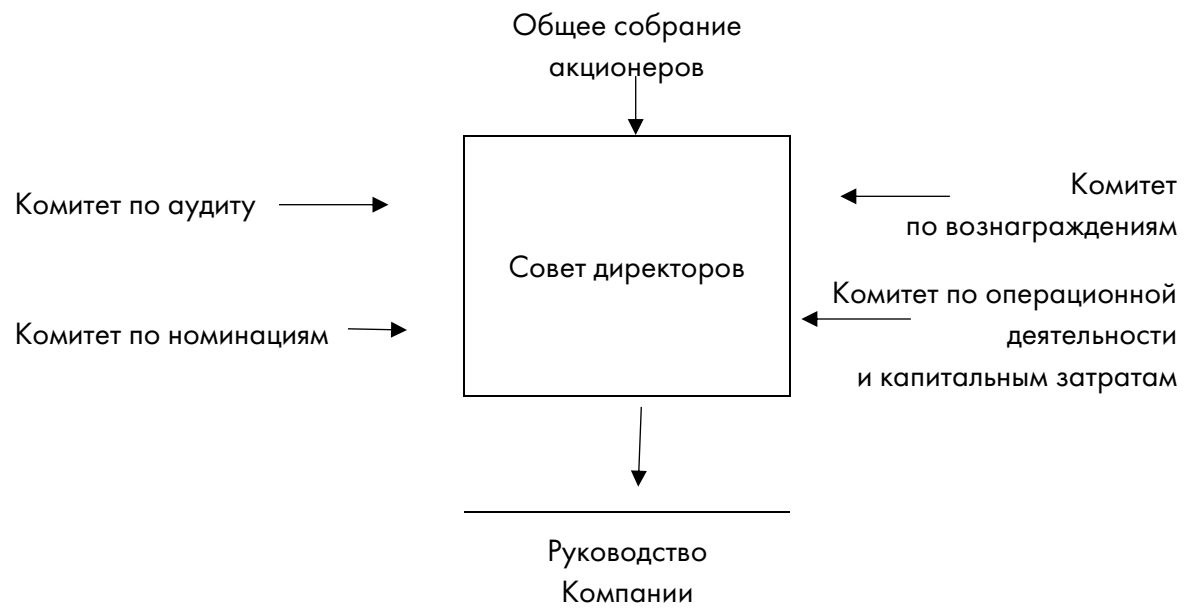 Общее собрание
акционеров
Комитет по аудиту
Комитет
по вознаграждениям
Совет директоров
Комитет по номинациям
Комитет по операционной
деятельности
и капитальным затратам
Руководство
Компании